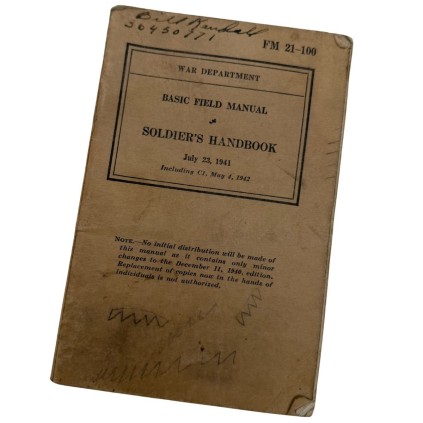 Bill
FM 21-100
WAR DEPARTMENT
BASIC FIELD MANUAL
SOLDIER'S HANDBOOK
July 23, 1941
Including C1, May 4, 1942
NOTE.—No initial distribution will be made of
this manual as it contains only minor
changes to the December 11, 1940, edition.
Replacement of copies now in the hands of
individuals is not authorized.